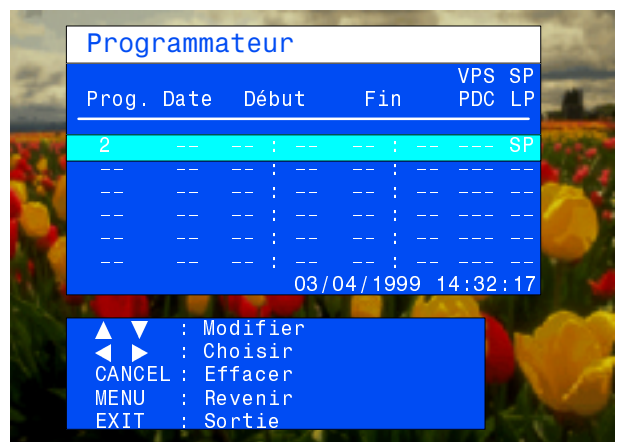 Programmateur
VPS SP
Prog. Date Début Fin PDC LP
2 -- -- : -- -- : -- --- SP
-- -- -- : -- -- : -- --- --
-- -- -- : -- -- : -- --- --
-- -- -- : -- -- : -- --- --
-- -- -- : -- -- : -- --- --
-- -- -- : -- -- : -- --- --
03/04/1999 14:32:17
▲ ▼ : Modifier
◀ ▶ : Choisir
CANCEL : Effacer
MENU : Revenir
EXIT : Sortie